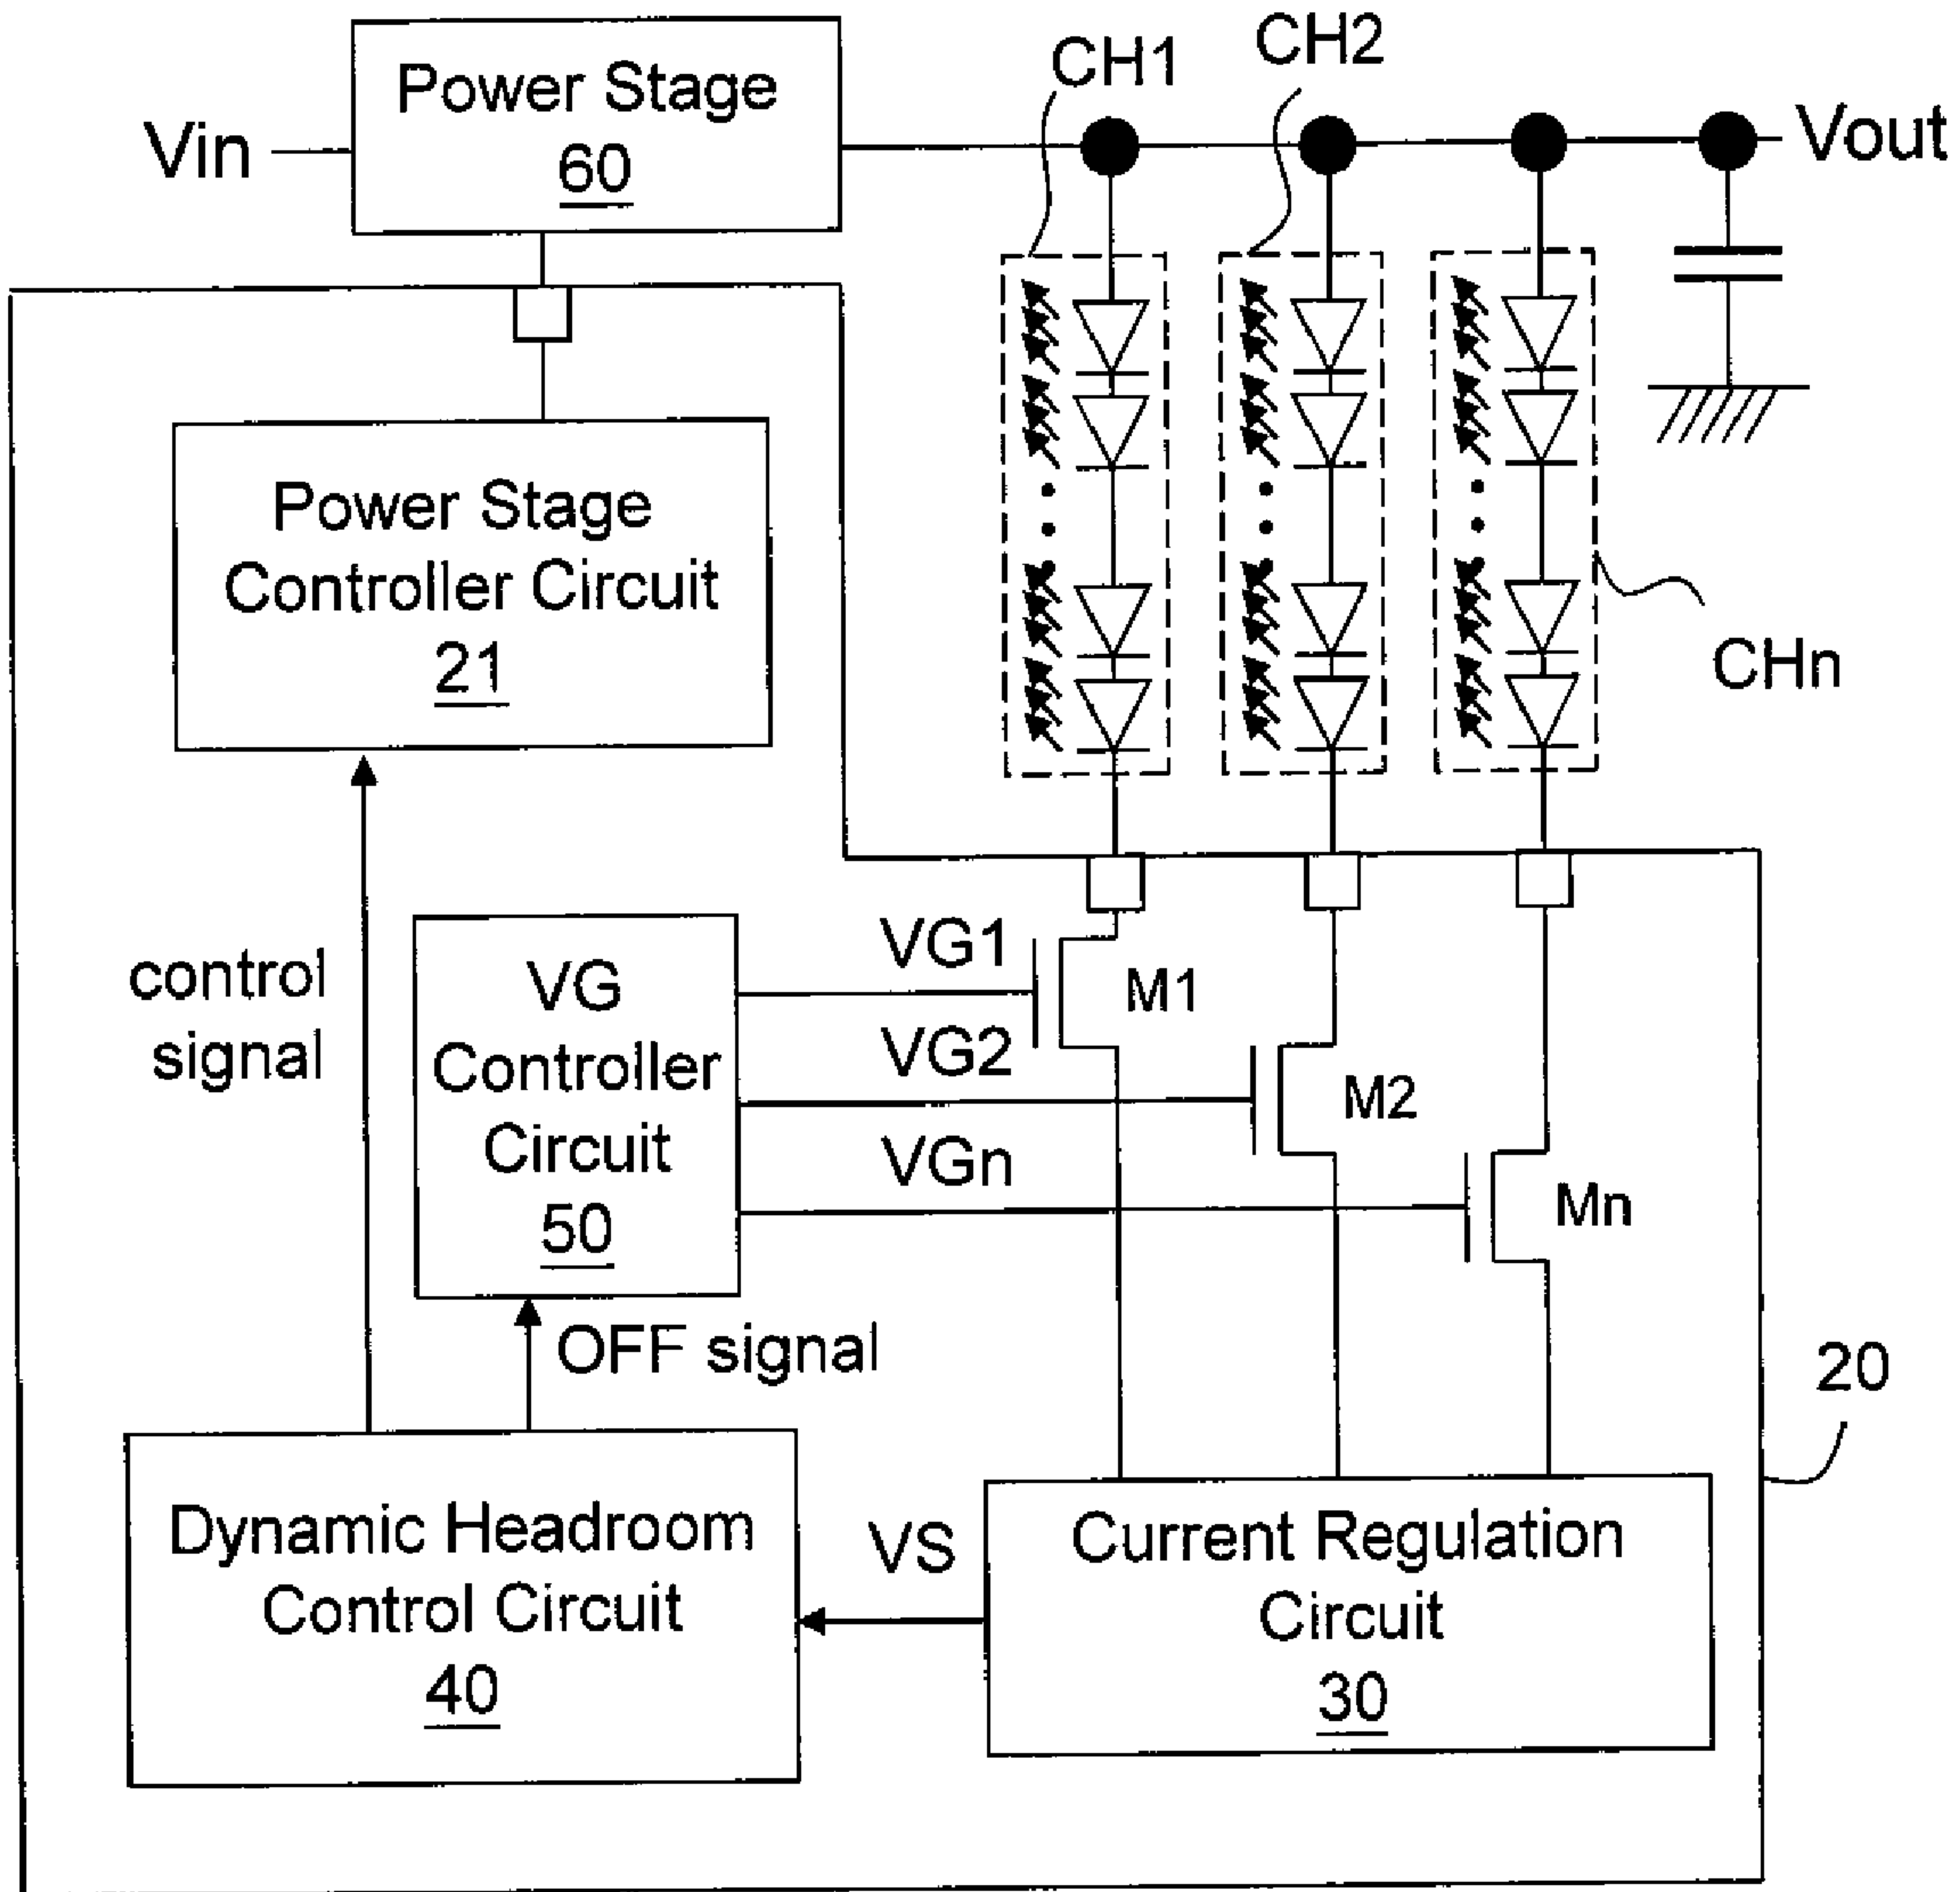 CH1
CH2
Power Stage
60
Vin
Vout
Power Stage
Controller Circuit
21
CHn
control
signal
VG
Controller
Circuit
50
VG1
VG2
VGn
M1
M2
Mn
OFF signal
20
Dynamic Headroom
Control Circuit
40
VS
Current Regulation
Circuit
30